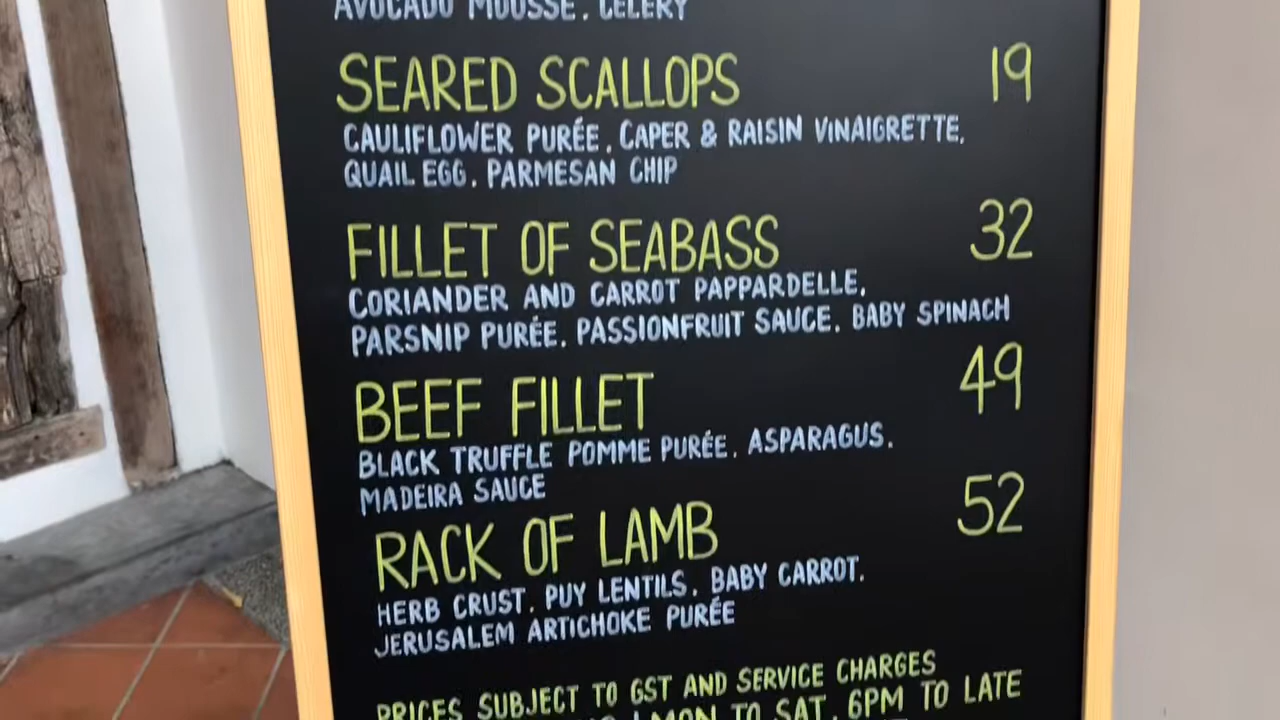 AVOCADO MOUSSE, CELERY
SEARED SCALLOPS 19
CAULIFLOWER PURÉE, CAPER & RAISIN VINAIGRETTE,
QUAIL EGG, PARMESAN CHIP
FILLET OF SEABASS 32
CORIANDER AND CARROT PAPPARDELLE,
PARSNIP PURÉE, PASSIONFRUIT SAUCE, BABY SPINACH
BEEF FILLET 49
BLACK TRUFFLE POMME PURÉE, ASPARAGUS,
MADEIRA SAUCE
RACK OF LAMB 52
HERB CRUST, PUY LENTILS, BABY CARROT,
JERUSALEM ARTICHOKE PURÉE
PRICES SUBJECT TO GST AND SERVICE CHARGES
MON TO SAT, 6PM TO LATE